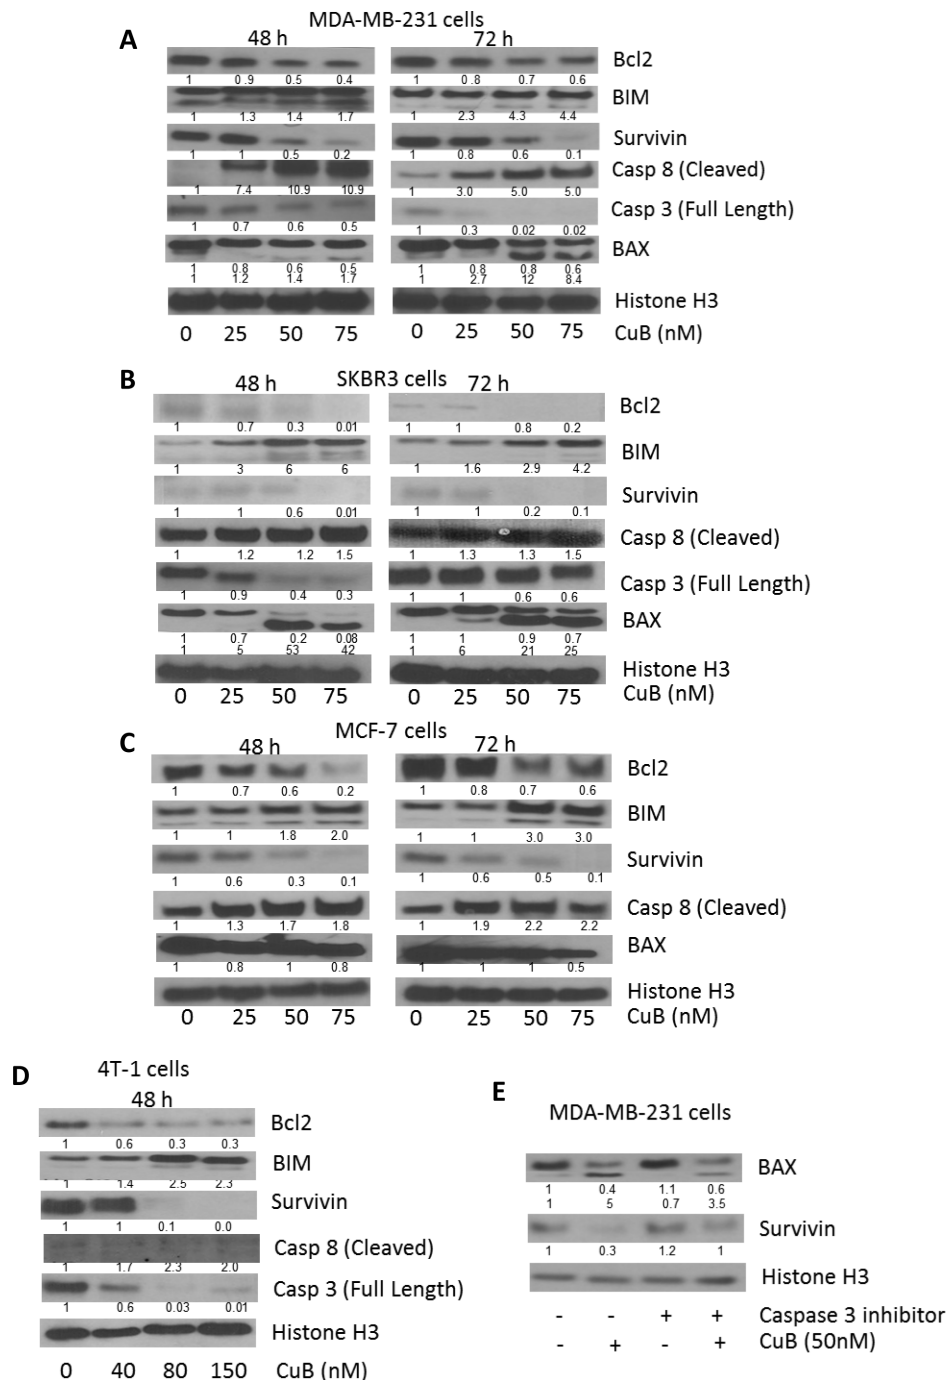 MDA-MB-231 cells
A
48 h 72 h
Bcl2
1 0.9 0.5 0.4 1 0.8 0.7 0.6
BIM
1 1.3 1.4 1.7 1 2.3 4.3 4.4
Survivin
1 1 0.5 0.2 1 0.8 0.6 0.1
Casp 8 (Cleaved)
1 7.4 10.9 10.9 1 3.0 5.0 5.0
Casp 3 (Full Length)
1 0.7 0.6 0.5 1 0.3 0.02 0.02
BAX
1 0.8 0.6 0.5 1 0.8 0.8 0.6
1 1.2 1.4 1.7 1 2.7 12 8.4
Histone H3
0 25 50 75 0 25 50 75 CuB (nM)
B
48 h SKBR3 cells 72 h
Bcl2
1 0.7 0.3 0.01 1 1 0.8 0.2
BIM
1 3 6 6 1 1.6 2.9 4.2
Survivin
1 1 0.6 0.01 1 1 0.2 0.1
Casp 8 (Cleaved)
1 1.2 1.2 1.5 1 1.3 1.3 1.5
Casp 3 (Full Length)
1 0.9 0.4 0.3 1 1 0.6 0.6
BAX
1 0.7 0.2 0.08 1 1 0.9 0.7
1 5 53 42 1 6 21 25
Histone H3
0 25 50 75 0 25 50 75 CuB (nM)
MCF-7 cells
C
48 h 72 h
Bcl2
1 0.7 0.6 0.2 1 0.8 0.7 0.6
BIM
1 1 1.8 2.0 1 1 3.0 3.0
Survivin
1 0.6 0.3 0.1 1 0.6 0.5 0.1
Casp 8 (Cleaved)
1 1.3 1.7 1.8 1 1.9 2.2 2.2
BAX
1 0.8 1 0.8 1 1 1 0.5
Histone H3
0 25 50 75 0 25 50 75 CuB (nM)
D
4T-1 cells
48 h
Bcl2
1 0.6 0.3 0.3
BIM
1 1.4 2.5 2.3
Survivin
1 1 0.1 0.0
Casp 8 (Cleaved)
1 1.7 2.3 2.0
Casp 3 (Full Length)
1 0.6 0.03 0.01
Histone H3
0 40 80 150 CuB (nM)
E
MDA-MB-231 cells
BAX
1 0.4 1.1 0.6
1 5 0.7 3.5
Survivin
1 0.3 1.2 1
Histone H3
- - + + Caspase 3 inhibitor
- + - + CuB (50nM)